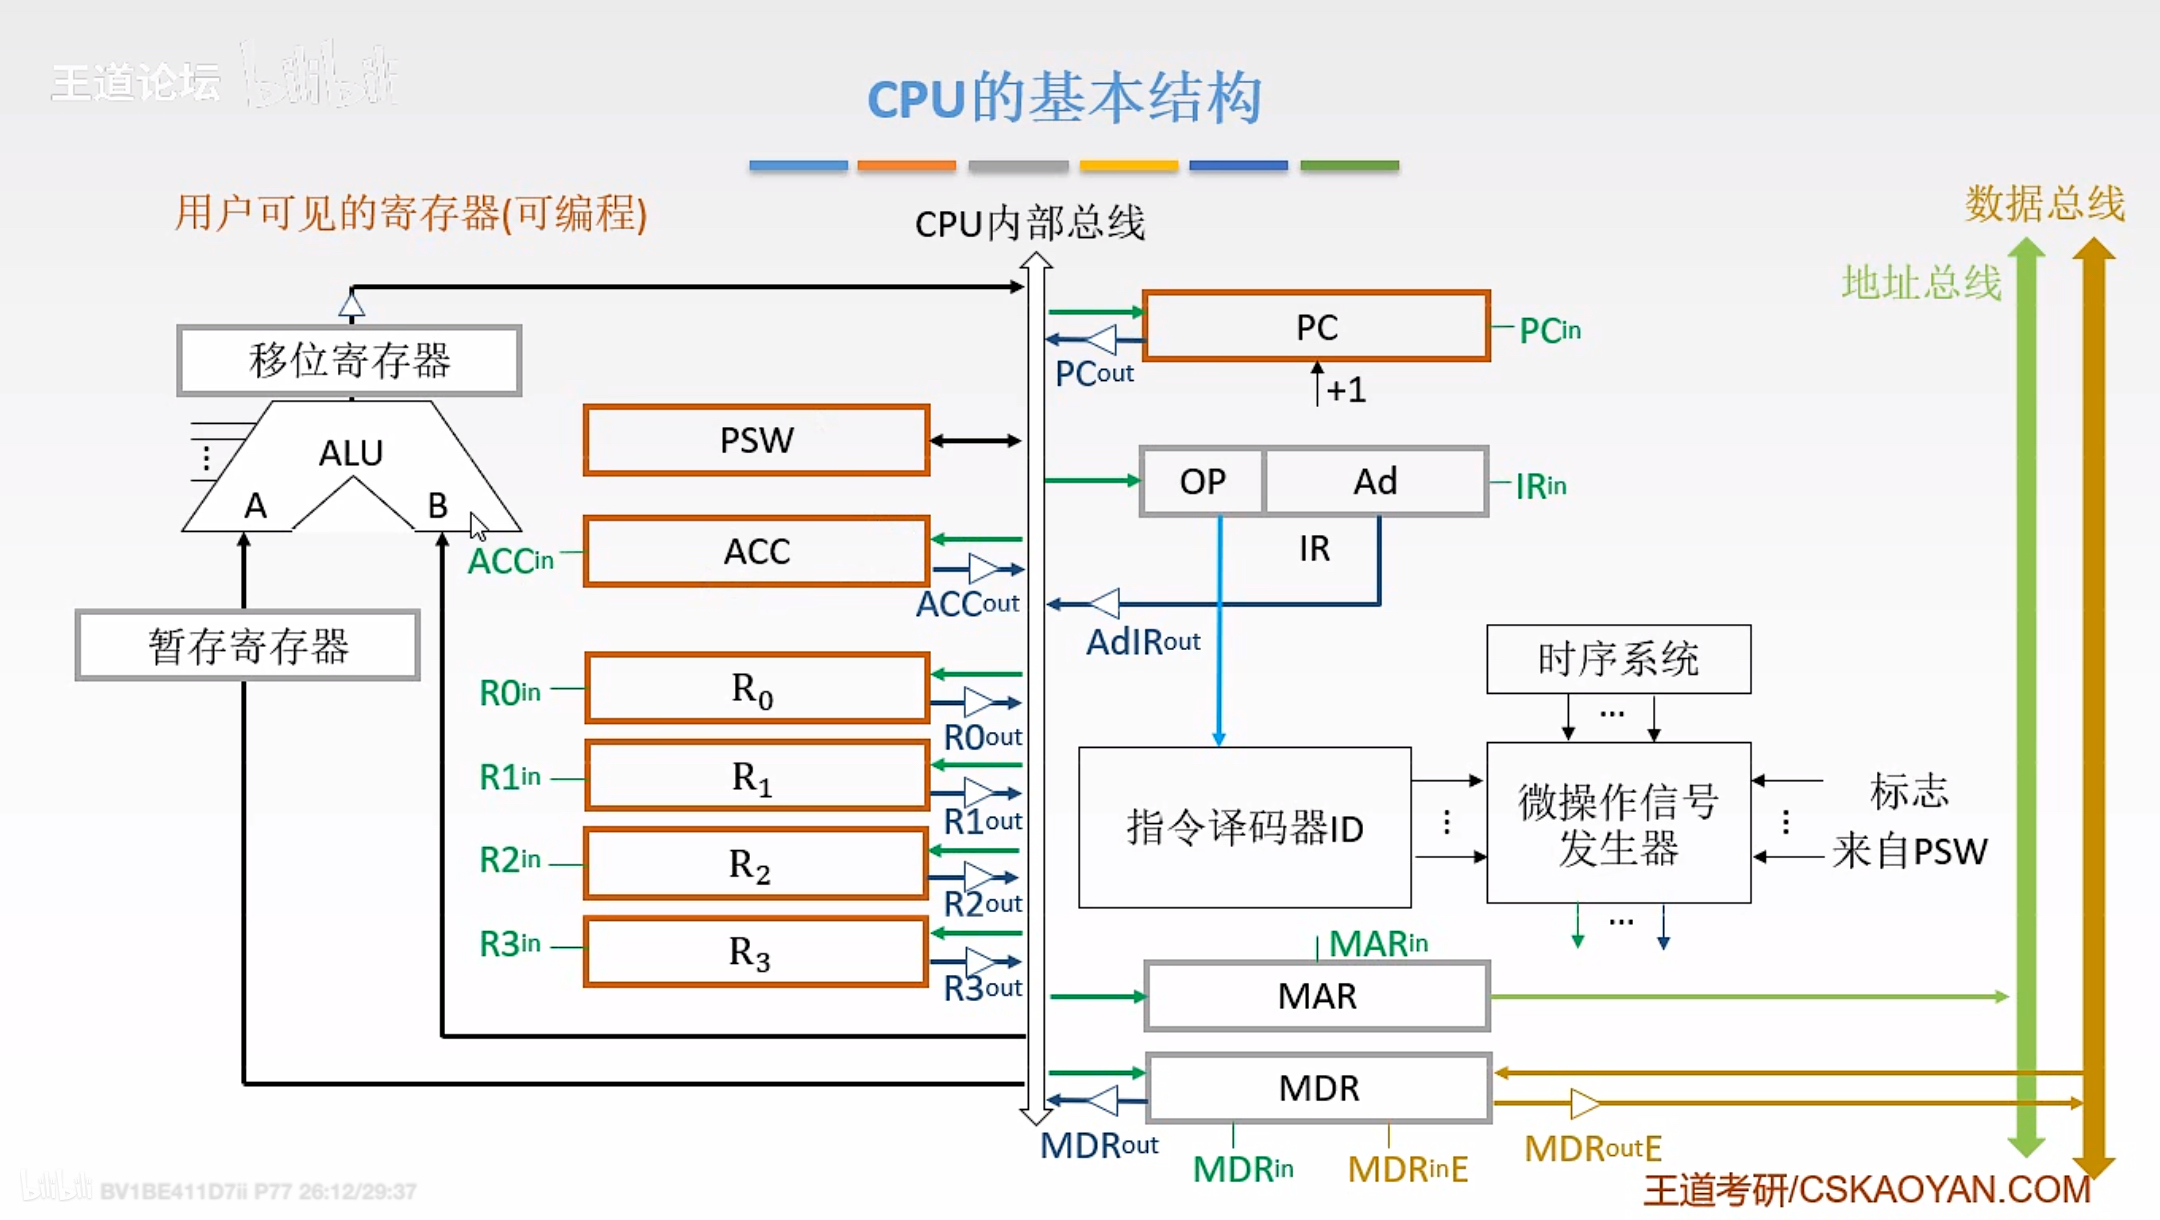 王道论坛 bilibili
CPU的基本结构
用户可见的寄存器(可编程)
CPU内部总线
数据总线
地址总线
移位寄存器
ALU
A
B
暂存寄存器
PSW
ACCin
ACC
ACCout
R0in
R0
R0out
R1in
R1
R1out
R2in
R2
R2out
R3in
R3
R3out
PC
PCin
PCout
+1
OP
Ad
IRin
IR
AdIRout
时序系统
...
指令译码器ID
微操作信号
发生器
标志
来自PSW
...
MARin
MAR
MDR
MDRout
MDRin
MDRinE
MDRoutE
bilibili BV1BE411D7ii P77 26:12/29:37
王道考研/CSKAOYAN.COM